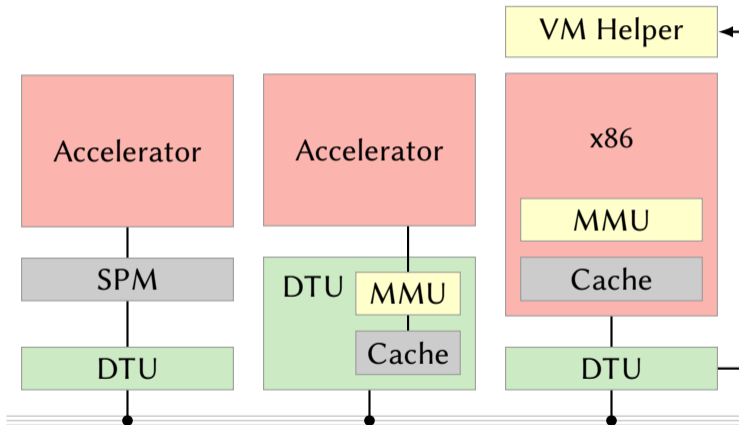 VM Helper
Accelerator
Accelerator
x86
MMU
SPM
DTU
MMU
Cache
Cache
DTU
DTU